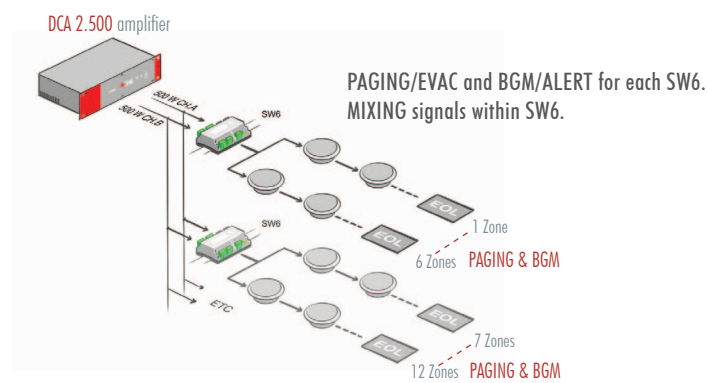 DCA 2.500 amplifier
500 W CH.A
500 W CH.B
SW6
PAGING/EVAC and BGM/ALERT for each SW6.
MIXING signals within SW6.
EOL
EOL
1 Zone
6 Zones PAGING & BGM
SW6
ETC
EOL
EOL
7 Zones
12 Zones PAGING & BGM